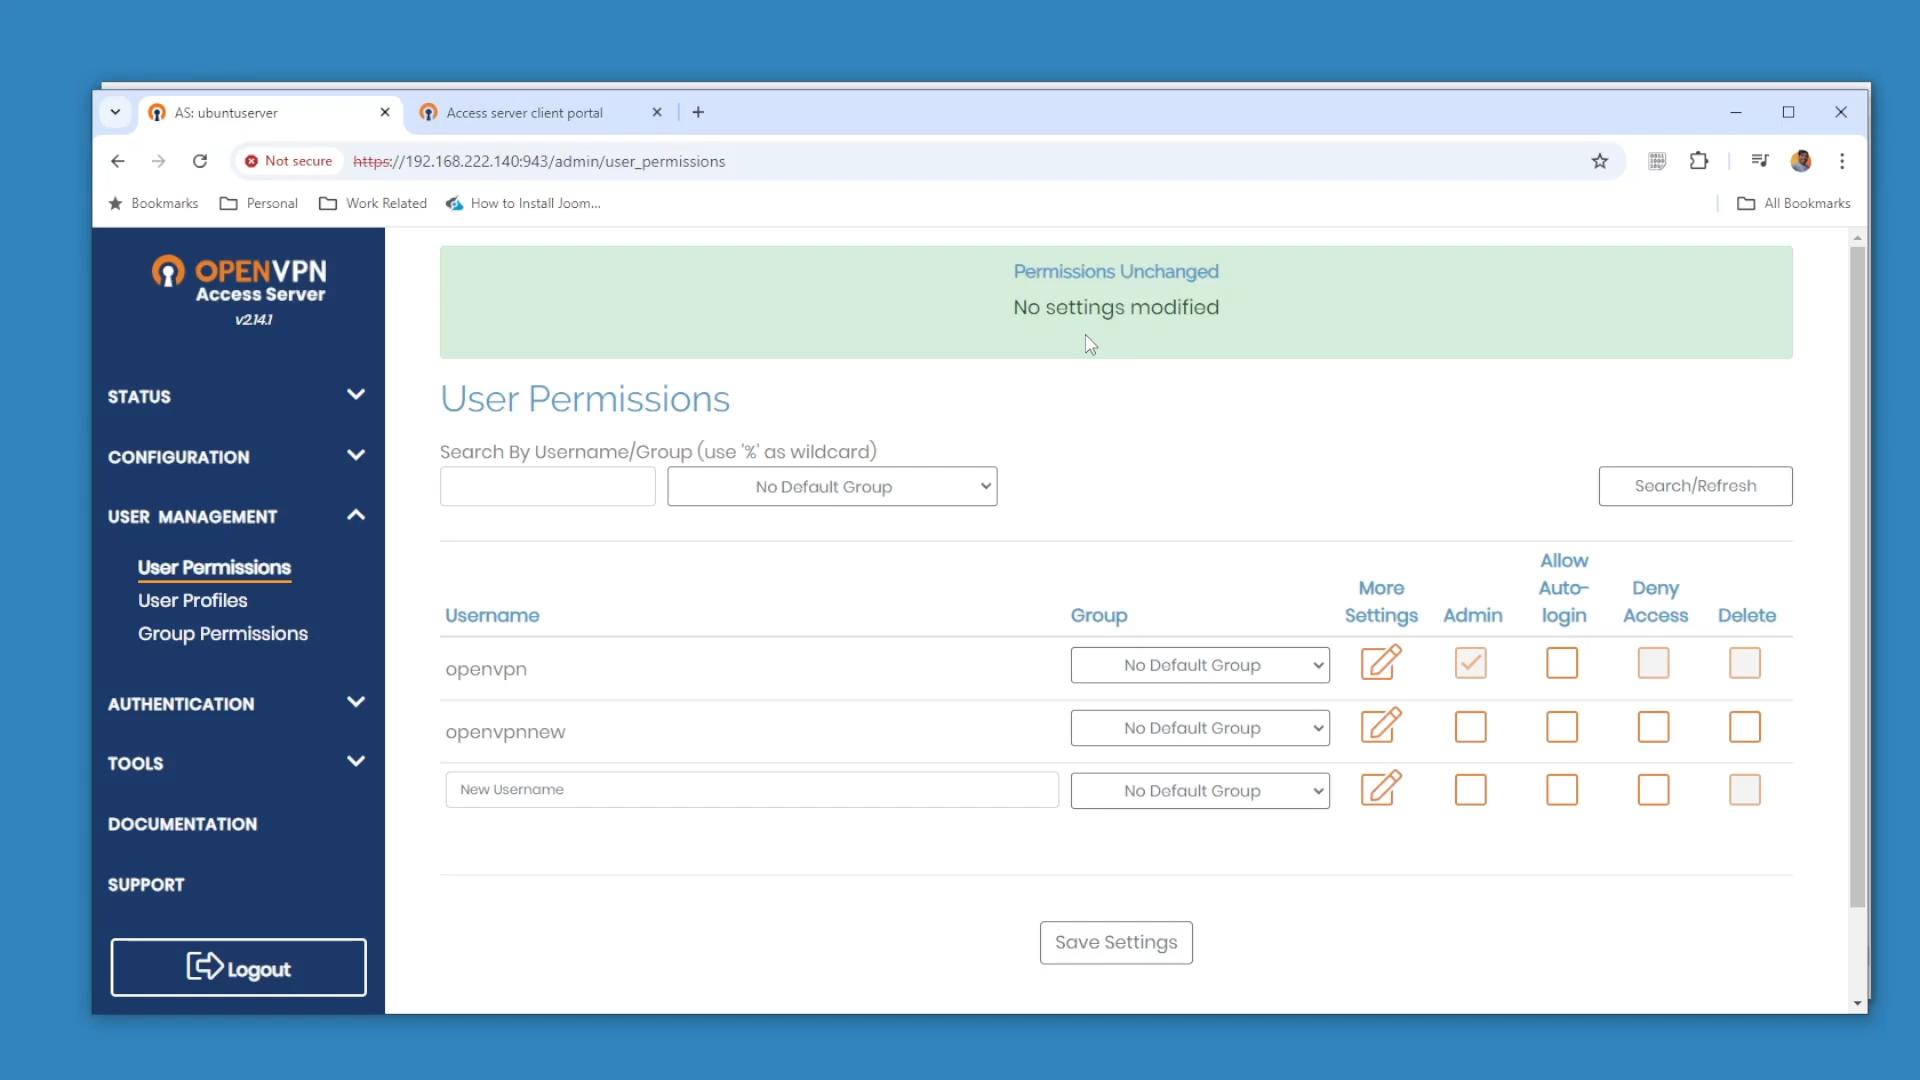 AS: ubuntuserver
Access server client portal
Not secure
https://192.168.222.140:943/admin/user_permissions
Bookmarks
Personal
Work Related
How to Install Joom...
All Bookmarks
OPENVPN
Access Server
v2.14.1
STATUS
CONFIGURATION
USER MANAGEMENT
User Permissions
User Profiles
Group Permissions
AUTHENTICATION
TOOLS
DOCUMENTATION
SUPPORT
Logout
Permissions Unchanged
No settings modified
User Permissions
Search By Username/Group (use '%' as wildcard)
No Default Group
Search/Refresh
Username
Group
More
Settings
Admin
Allow
Auto-
login
Deny
Access
Delete
openvpn
No Default Group
openvpnnew
No Default Group
New Username
No Default Group
Save Settings